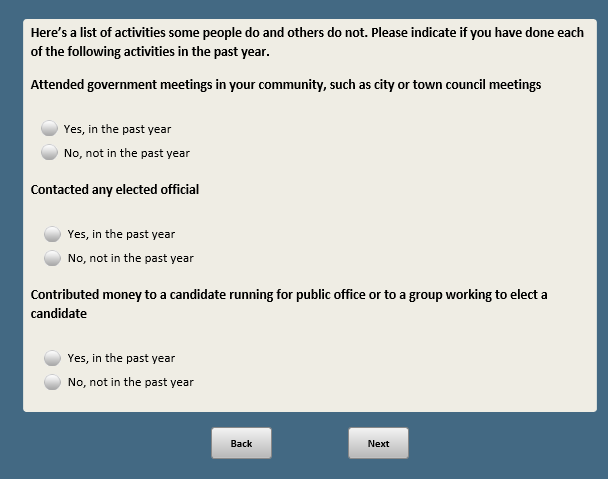 Here's a list of activities some people do and others do not. Please indicate if you have done each
of the following activities in the past year.
Attended government meetings in your community, such as city or town council meetings
Yes, in the past year
No, not in the past year
Contacted any elected official
Yes, in the past year
No, not in the past year
Contributed money to a candidate running for public office or to a group working to elect a
candidate
Yes, in the past year
No, not in the past year
Back
Next